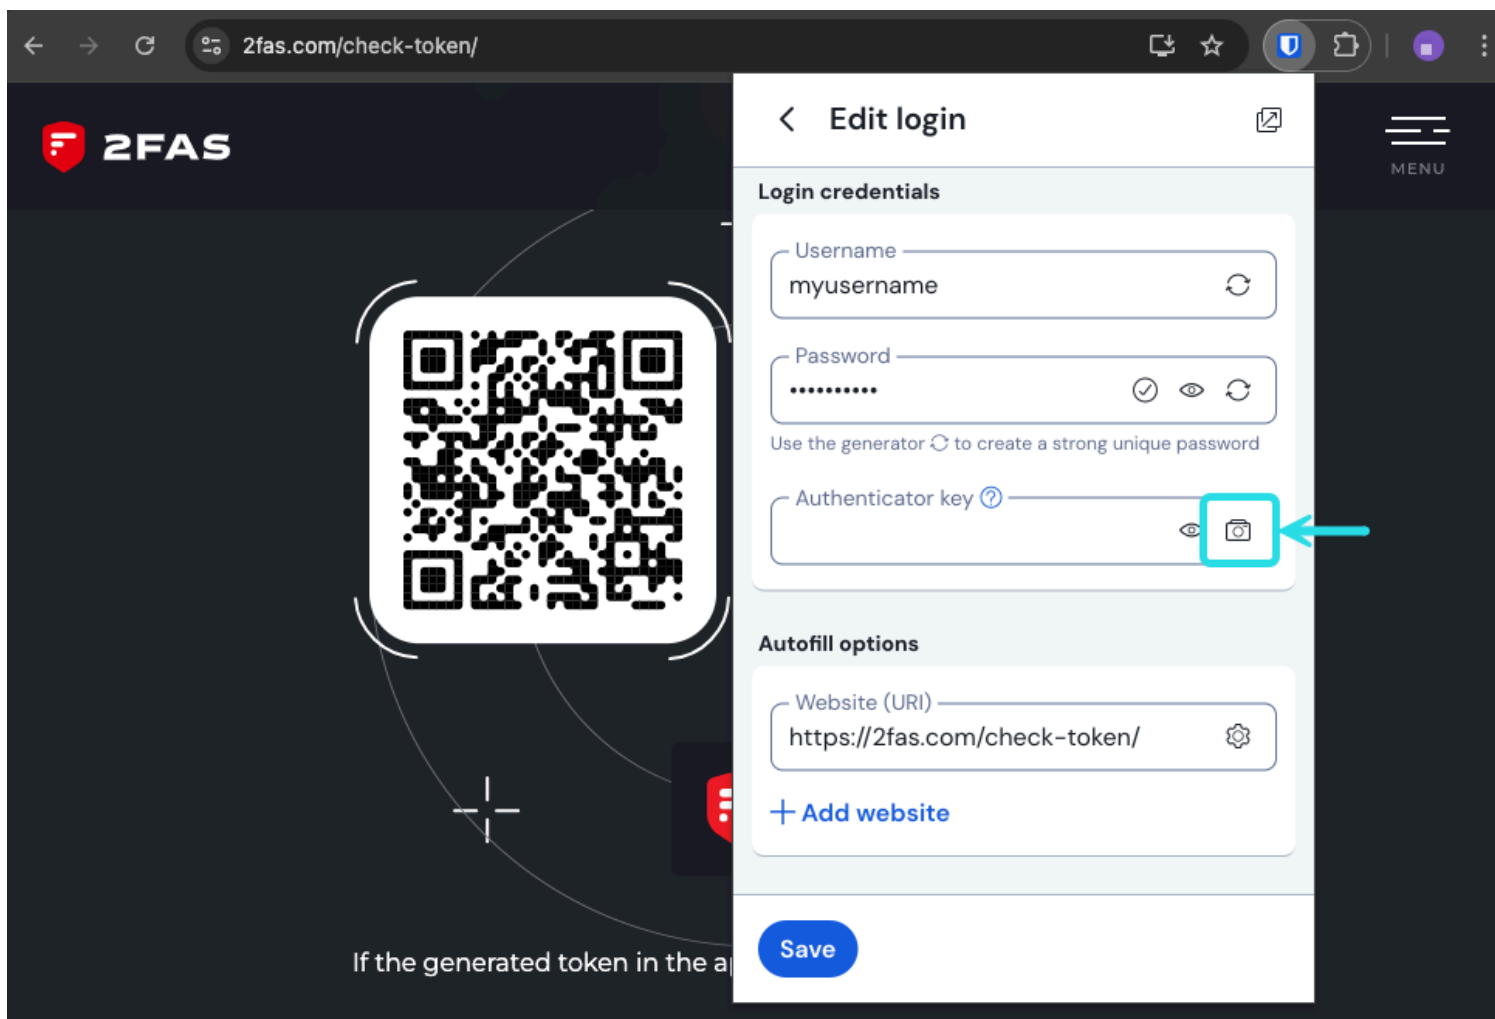 2fas.com/check-token/
2FAS
MENU
Edit login
Login credentials
Username
myusername
Password
••••••••••
Use the generator to create a strong unique password
Authenticator key
Autofill options
Website (URI)
https://2fas.com/check-token/
Add website
Save
If the generated token in the